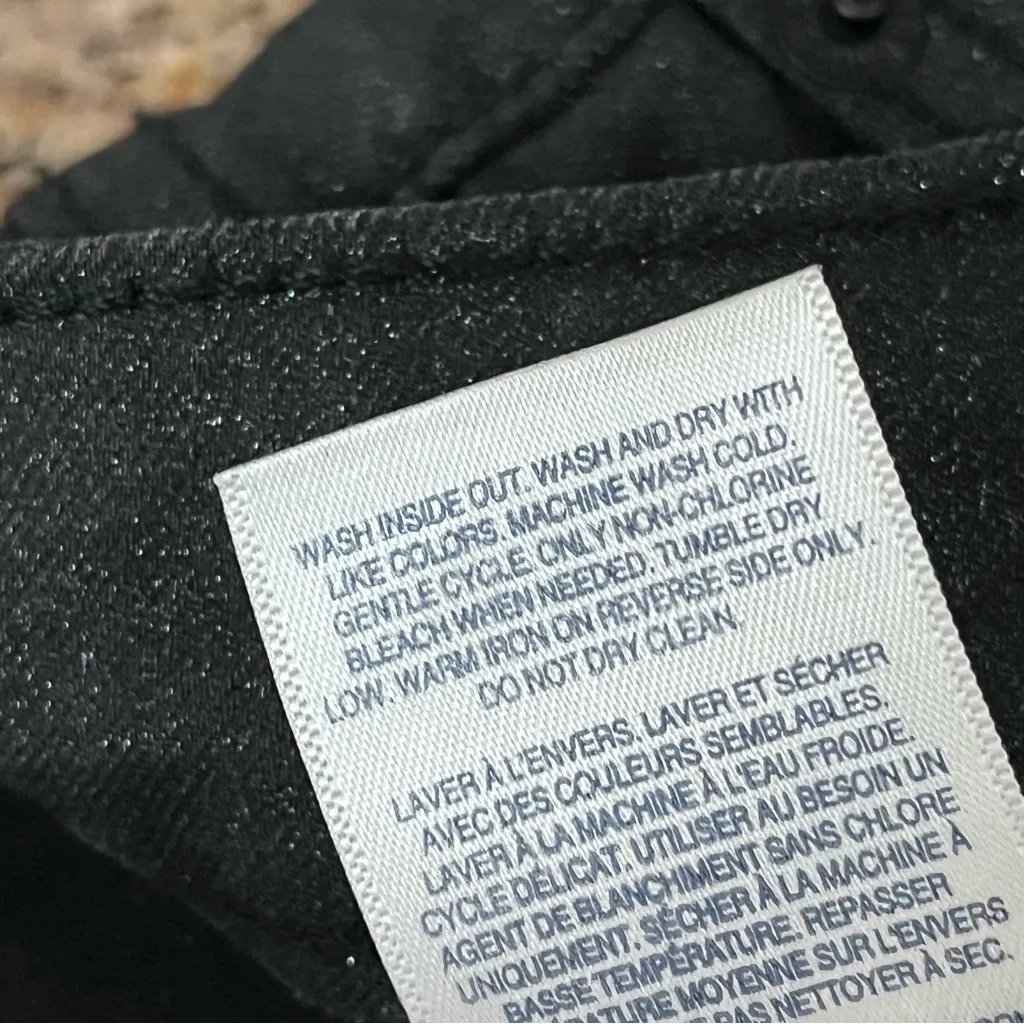 WASH INSIDE OUT. WASH AND DRY WITH
LIKE COLORS. MACHINE WASH COLD.
GENTLE CYCLE. ONLY NON-CHLORINE
BLEACH WHEN NEEDED. TUMBLE DRY
LOW. WARM IRON ON REVERSE SIDE ONLY.
DO NOT DRY CLEAN.
LAVER À L'ENVERS. LAVER ET SÉCHER
AVEC DES COULEURS SEMBLABLES.
LAVER À LA MACHINE À L'EAU FROIDE.
CYCLE DÉLICAT. UTILISER AU BESOIN UN
AGENT DE BLANCHIMENT SANS CHLORE
UNIQUEMENT. SÉCHER À LA MACHINE À
BASSE TEMPÉRATURE. REPASSER
MOYENNE SUR L'ENVERS
PAS NETTOYER À SEC.